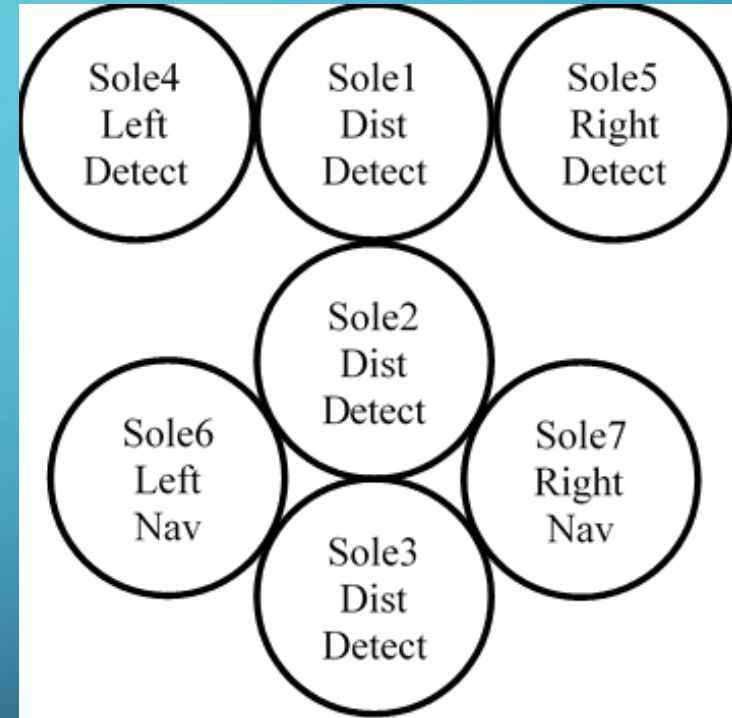 Sole4
Left
Detect
Sole1
Dist
Detect
Sole5
Right
Detect
Sole2
Dist
Detect
Sole6
Left
Nav
Sole7
Right
Nav
Sole3
Dist
Detect